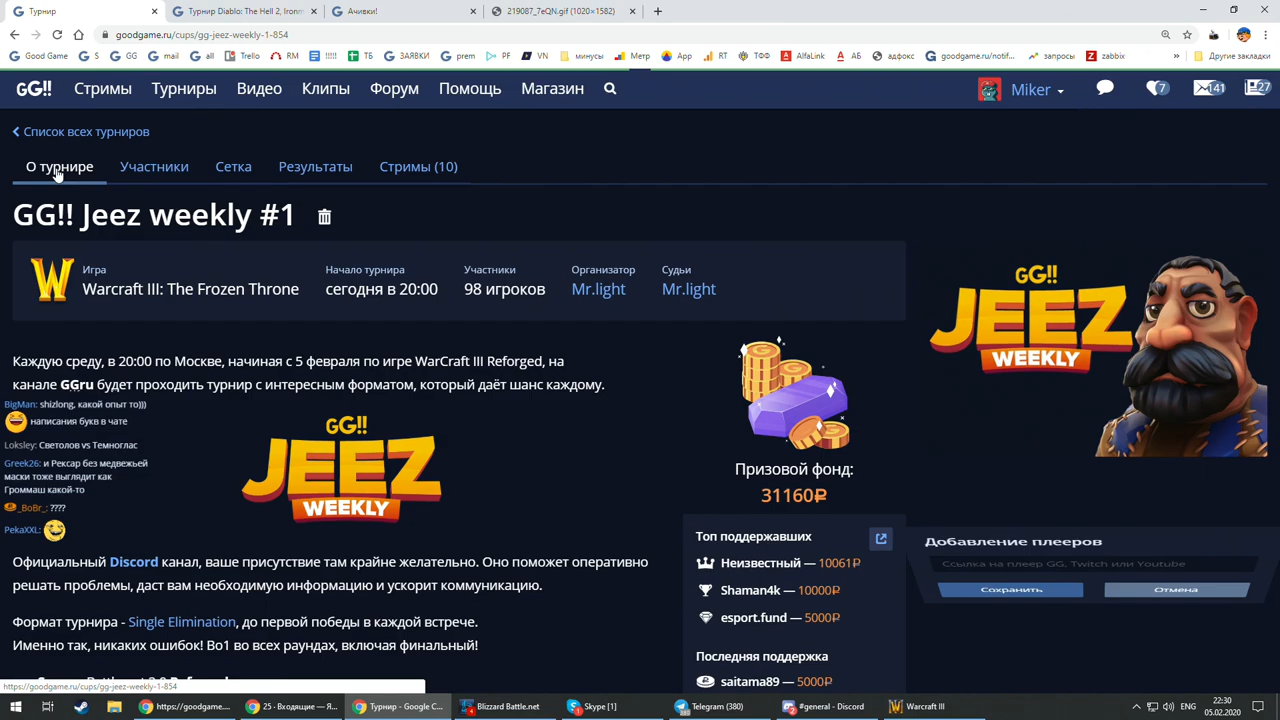 Турнир
Турнир Diablo: The Hell 2, Ironm
Ачивки!
219087_7eQN.gif (1020×1582)
goodgame.ru/cups/gg-jeez-weekly-1-854
Good Game
S
GG
mail
all
Trello
RM
!!!!!
ТБ
ЗАЯВКИ
prem
PF
VN
минусы
Метр
App
RT
ТФФ
AlfaLink
АБ
адфокс
goodgame.ru/notif...
запросы
zabbix
»
Другие закладки
GG!!
Стримы
Турниры
Видео
Клипы
Форум
Помощь
Магазин
Miker
7
141
27
Список всех турниров
О турнире
Участники
Сетка
Результаты
Стримы (10)
GG!! Jeez weekly #1
Игра
Warcraft III: The Frozen Throne
Начало турнира
сегодня в 20:00
Участники
98 игроков
Организатор
Mr.light
Судьи
Mr.light
GG!!
JEEZ
WEEKLY
Каждую среду, в 20:00 по Москве, начиная с 5 февраля по игре WarCraft III Reforged, на
канале GGru будет проходить турнир с интересным форматом, который даёт шанс каждому.
BigMan: shizlong, какой опыт то)))
написания букв в чате
Loksley: Светолов vs Темноглас
Greek26: и Рексар без медвежьей
маски тоже выглядит как
Громмаш какой-то
_BoBr_: ????
PekaXXL:
GG!!
JEEZ
WEEKLY
Призовой фонд:
31160₽
Топ поддержавших
Неизвестный — 10061₽
Shaman4k — 10000₽
esport.fund — 5000₽
Последняя поддержка
saitama89 — 5000₽
Добавление плееров
Ссылка на плеер GG, Twitch или Youtube
Сохранить
Отмена
Официальный Discord канал, ваше присутствие там крайне желательно. Оно поможет оперативно
решать проблемы, даст вам необходимую информацию и ускорит коммуникацию.
Формат турнира - Single Elimination, до первой победы в каждой встрече.
Именно так, никаких ошибок! Bo1 во всех раундах, включая финальный!
https://goodgame.ru/cups/gg-jeez-weekly-1-854
https://goodgame....
25 · Входящие — Я...
Турнир - Google C...
Blizzard Battle.net
Skype [1]
Telegram (380)
#general - Discord
Warcraft III
ENG
22:30
05.02.2020